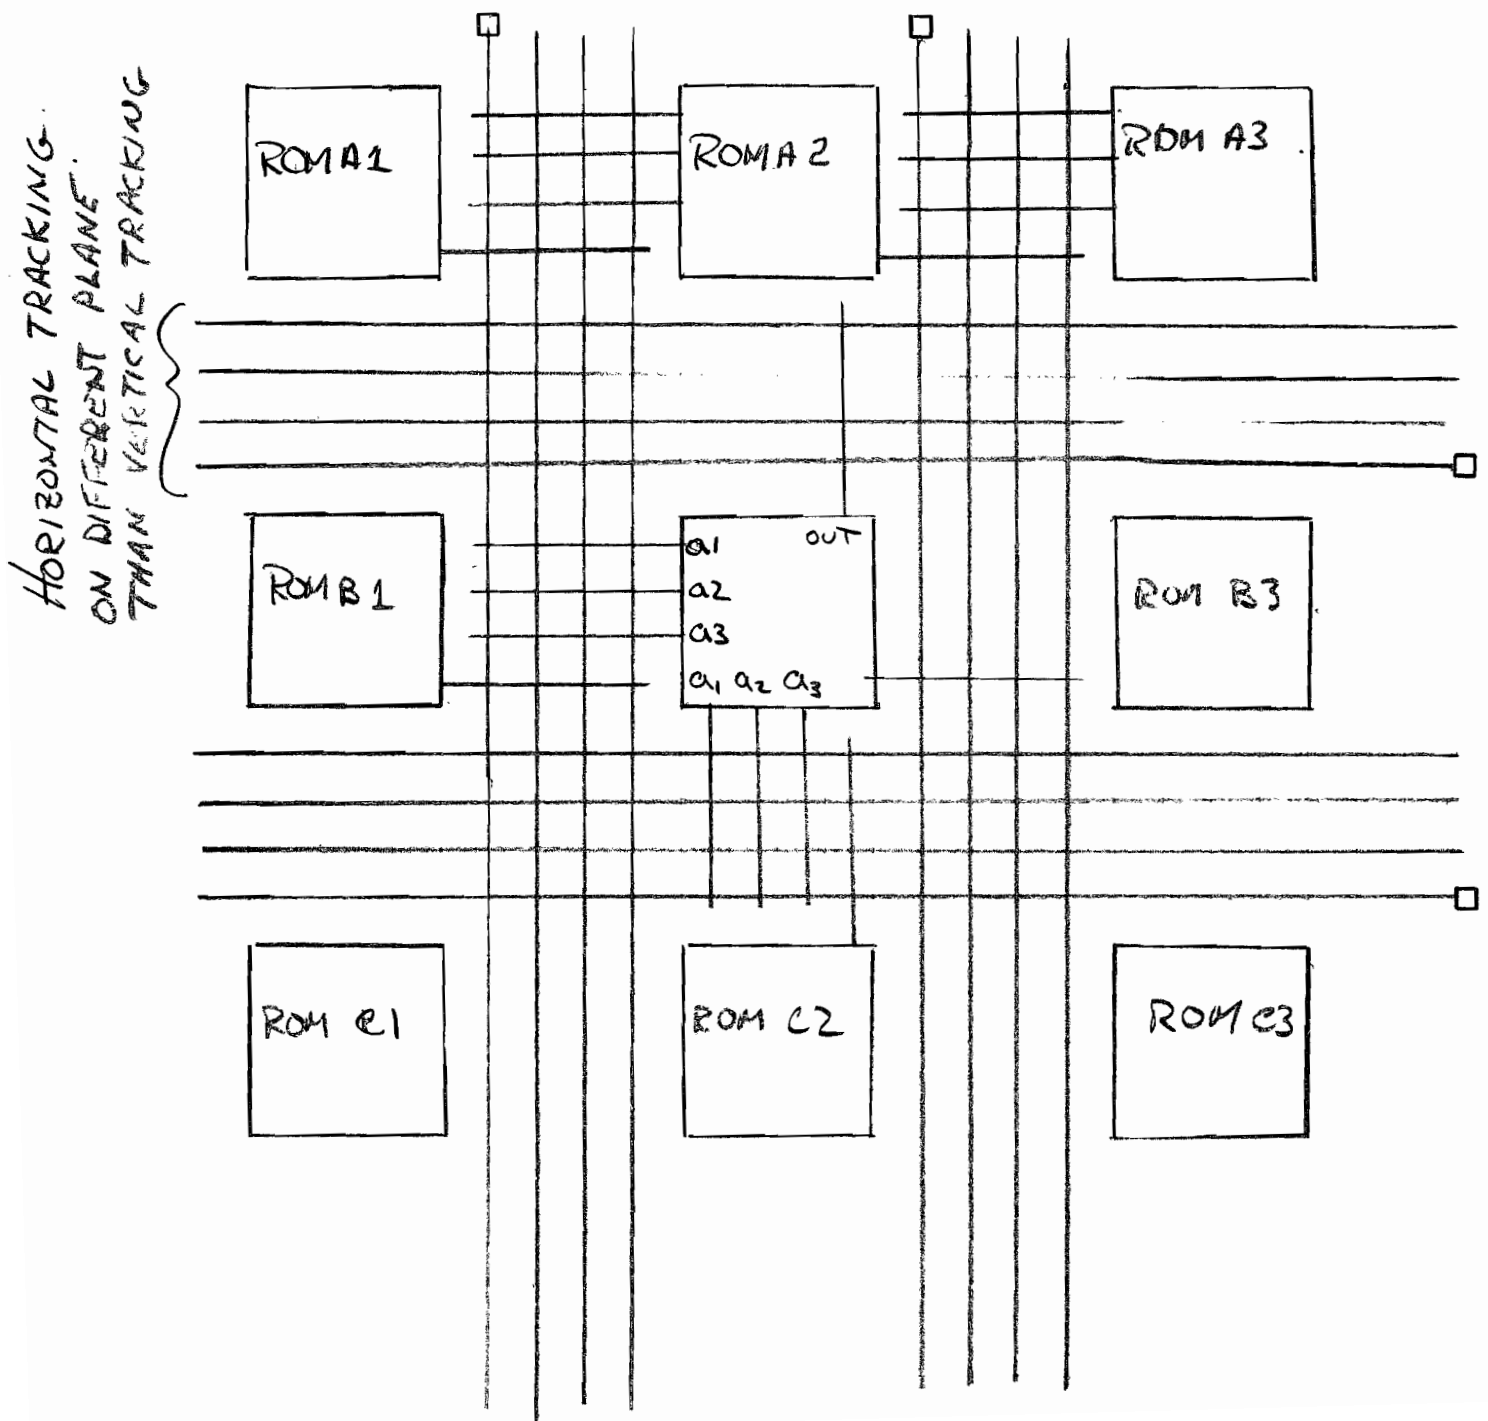 HORIZONTAL TRACKING.
ON DIFFERENT PLANE.
THAN VERTICAL TRACKING
ROM A1
ROM A2
ROM A3
ROM B1
a1 OUT
a2
a3
a1 a2 a3
ROM B3
ROM C1
ROM C2
ROM C3